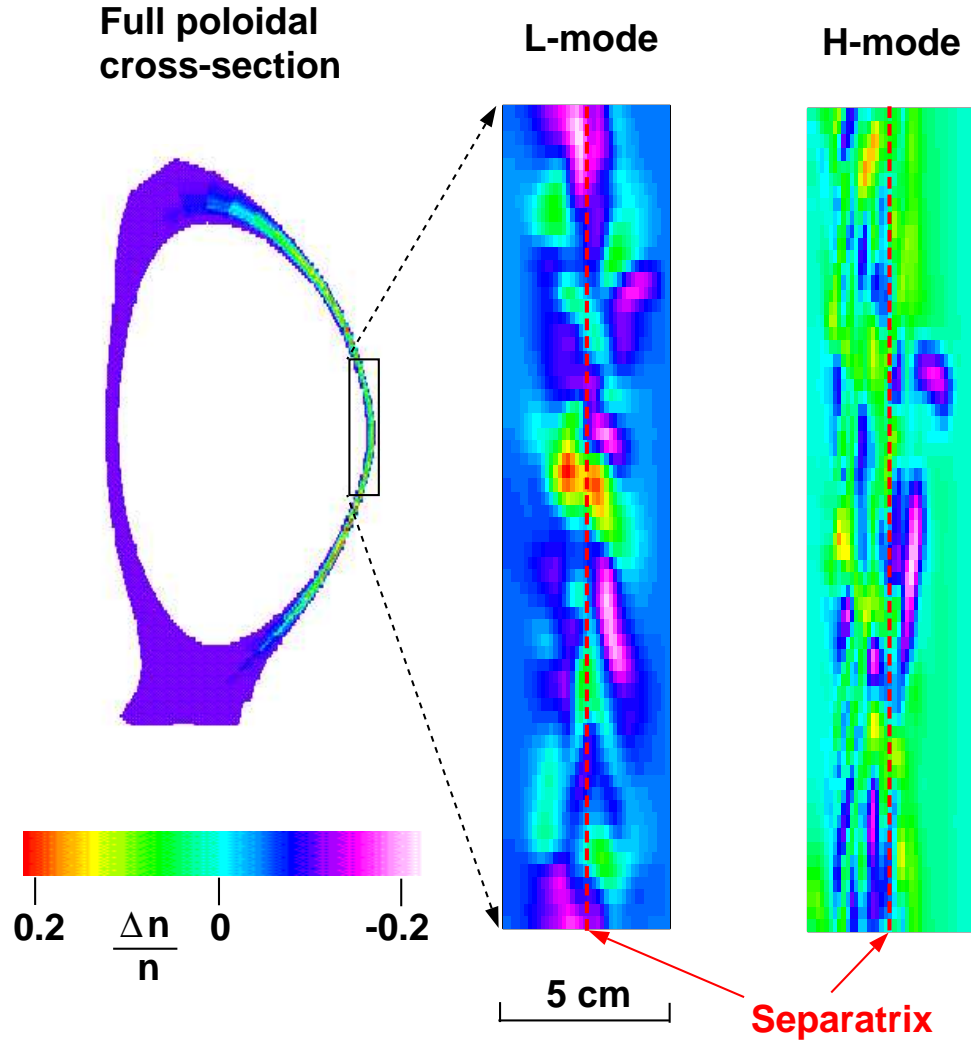 Full poloidal
cross-section
L-mode
H-mode
0.2
Δn
n
0
-0.2
5 cm
Separatrix